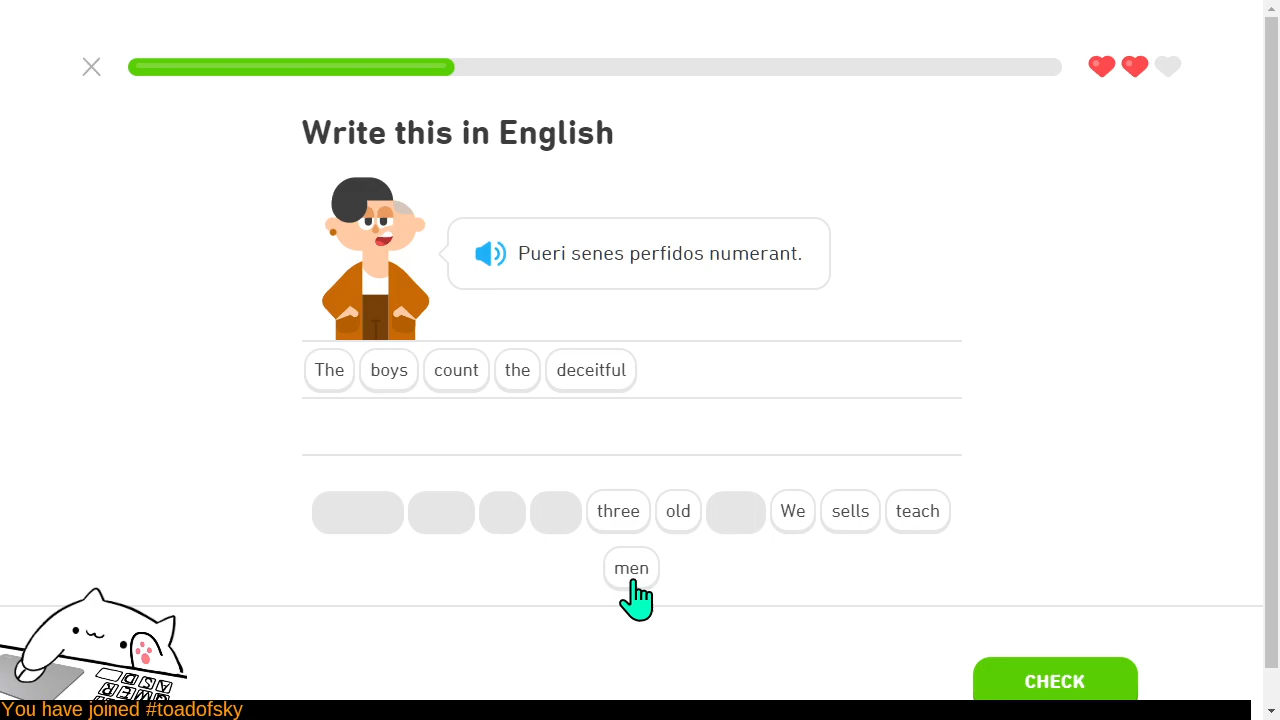 Write this in English
Pueri senes perfidos numerant.
The boys count the deceitful
three old We sells teach
men
CHECK
You have joined #toadofsky